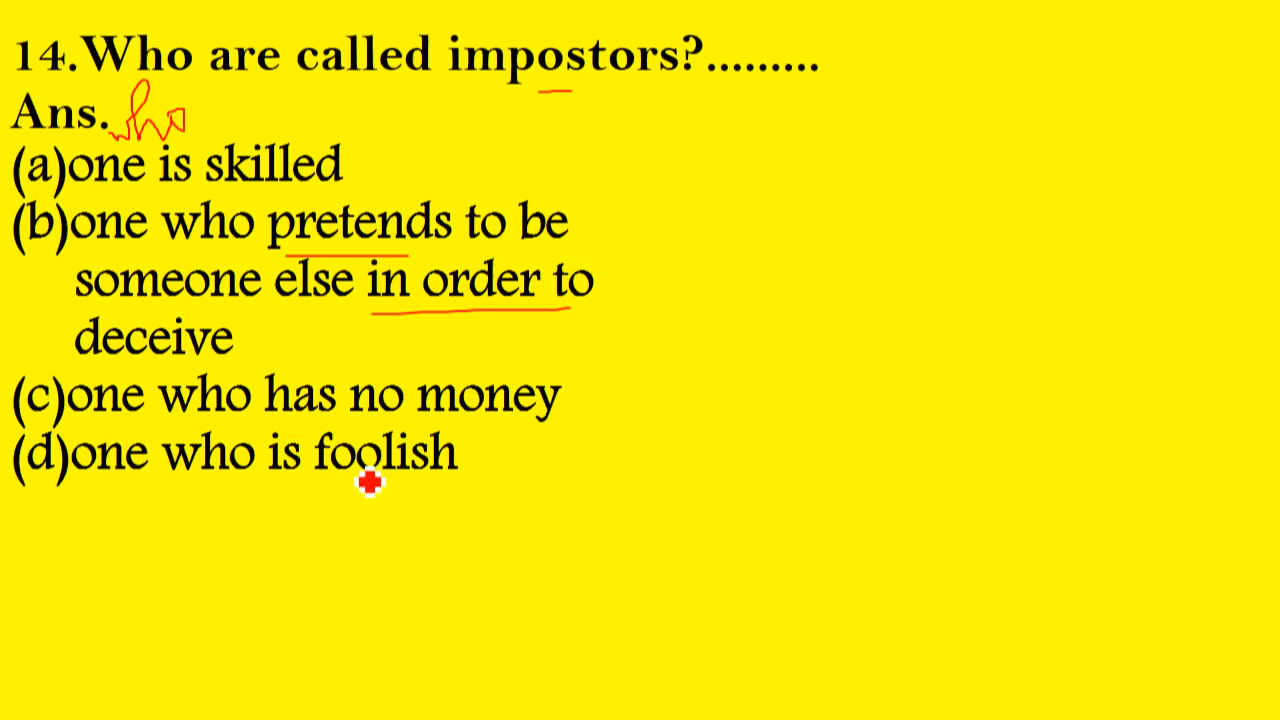 14.Who are called impostors?.........
Ans. who
(a)one is skilled
(b)one who pretends to be
someone else in order to
deceive
(c)one who has no money
(d)one who is foolish